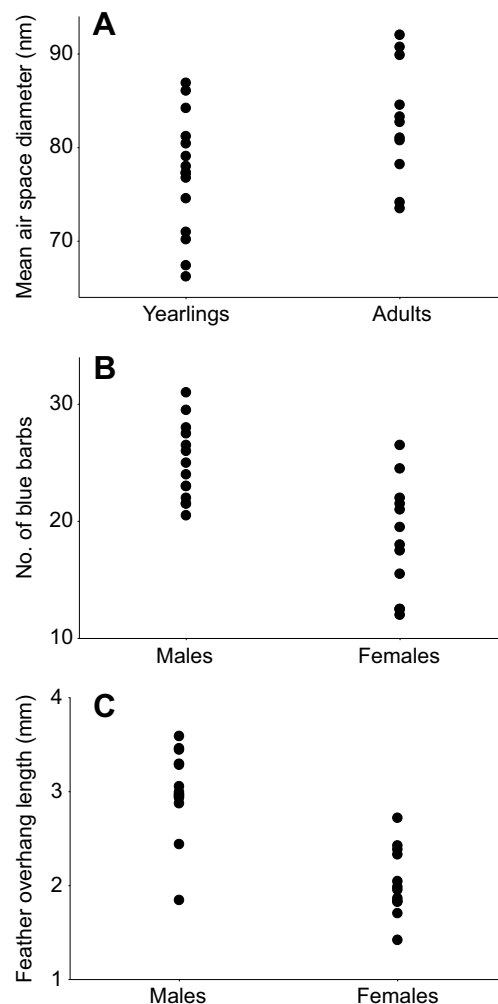 A
Mean air space diameter (nm)
90
80
70
Yearlings Adults
B
No. of blue barbs
30
20
10
Males Females
C
Feather overhang length (mm)
4
3
2
1
Males Females